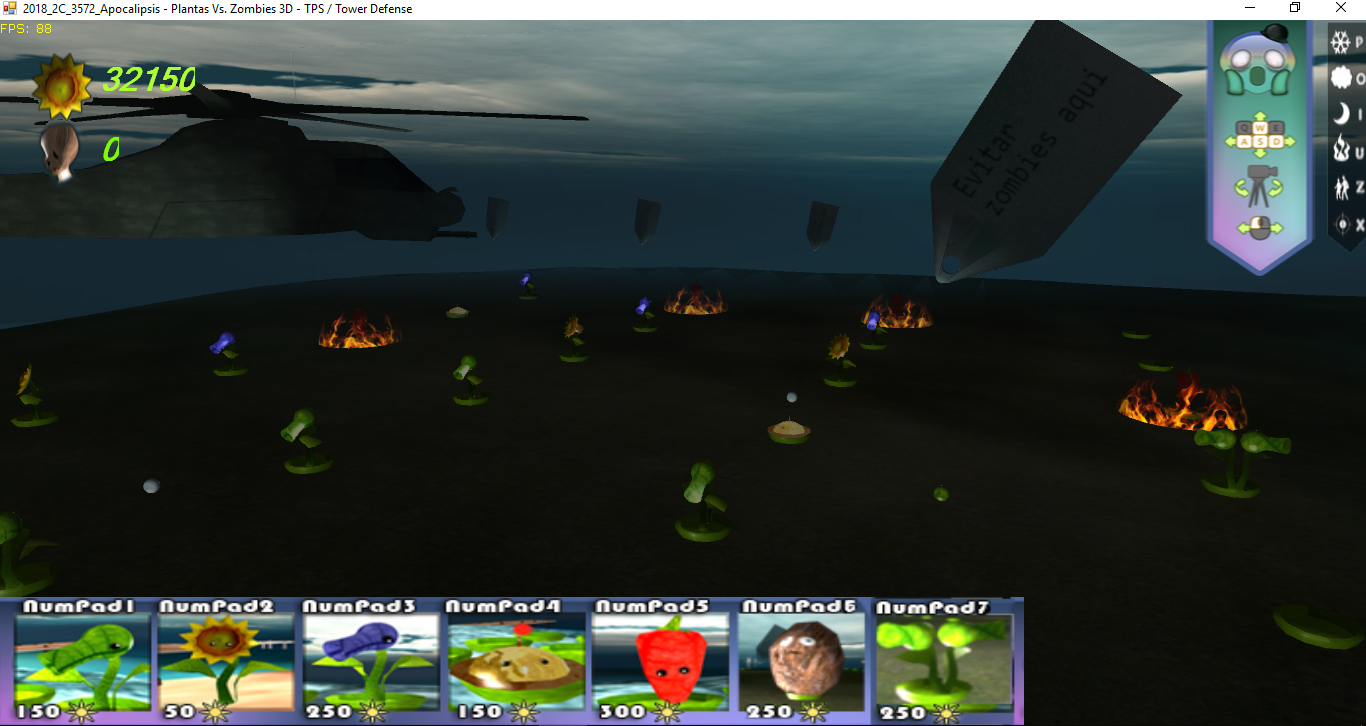 2018_2C_3572_Apocalipsis - Plantas Vs. Zombies 3D - TPS / Tower Defense
FPS: 88
32150
0
Evitar
zombies aqui
Q W E
A S D
P
O
I
U
Z
X
NumPad1 NumPad2 NumPad3 NumPad4 NumPad5 NumPad6 NumPad7
150 50 250 150 300 250 250